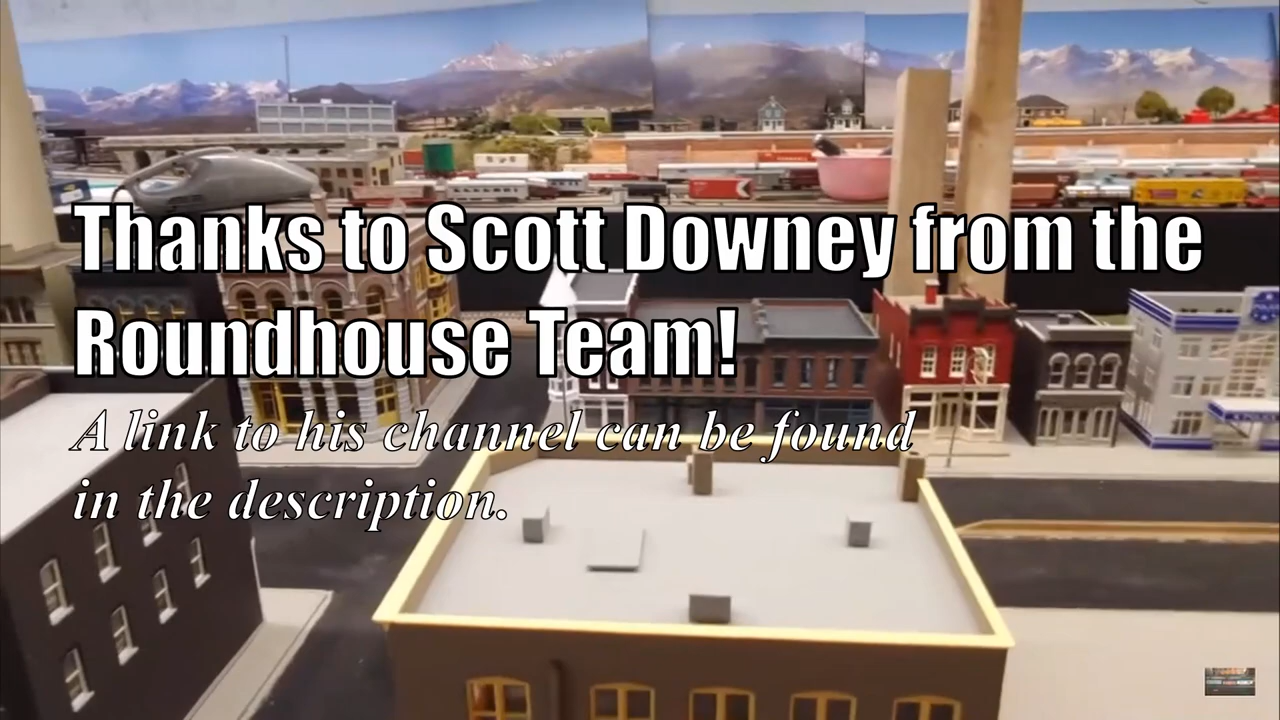 Thanks to Scott Downey from the
Roundhouse Team!
A link to his channel can be found
in the description.